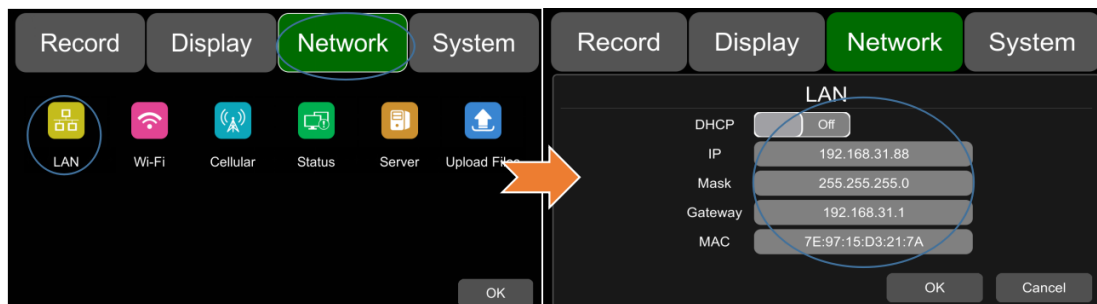 Record Display Network System
LAN Wi-Fi Cellular Status Server Upload Files
OK
Record Display Network System
LAN
DHCP Off
IP 192.168.31.88
Mask 255.255.255.0
Gateway 192.168.31.1
MAC 7E:97:15:D3:21:7A
OK Cancel